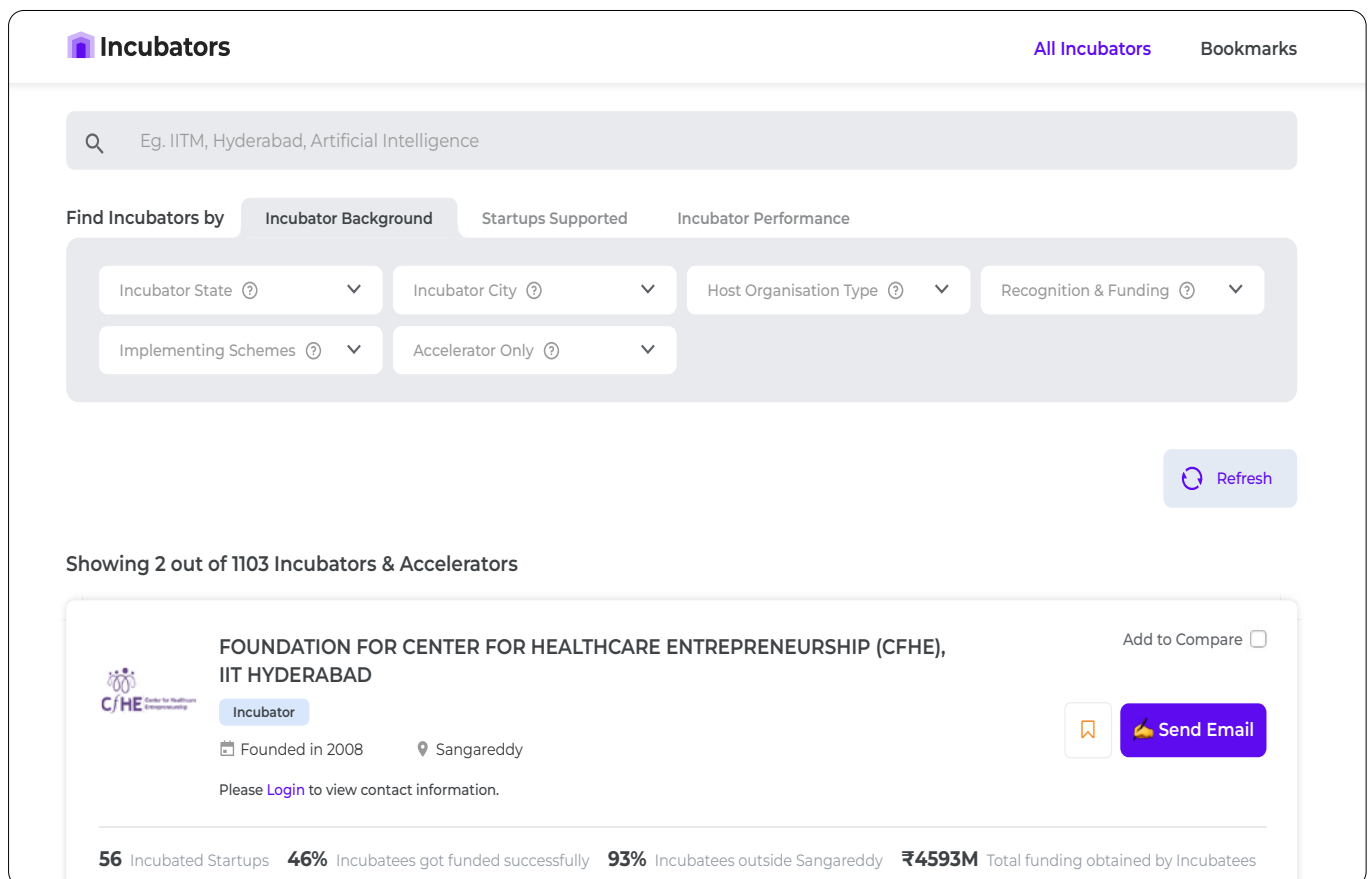 Incubators
All Incubators
Bookmarks
Eg. IITM, Hyderabad, Artificial Intelligence
Find Incubators by
Incubator Background
Startups Supported
Incubator Performance
Incubator State
Incubator City
Host Organisation Type
Recognition & Funding
Implementing Schemes
Accelerator Only
Refresh
Showing 2 out of 1103 Incubators & Accelerators
FOUNDATION FOR CENTER FOR HEALTHCARE ENTREPRENEURSHIP (CFHE),
IIT HYDERABAD
Add to Compare
CfHE Center for Healthcare
Entrepreneurship
Incubator
Send Email
Founded in 2008
Sangareddy
Please Login to view contact information.
56 Incubated Startups
46% Incubatees got funded successfully
93% Incubatees outside Sangareddy
₹4593M Total funding obtained by Incubatees